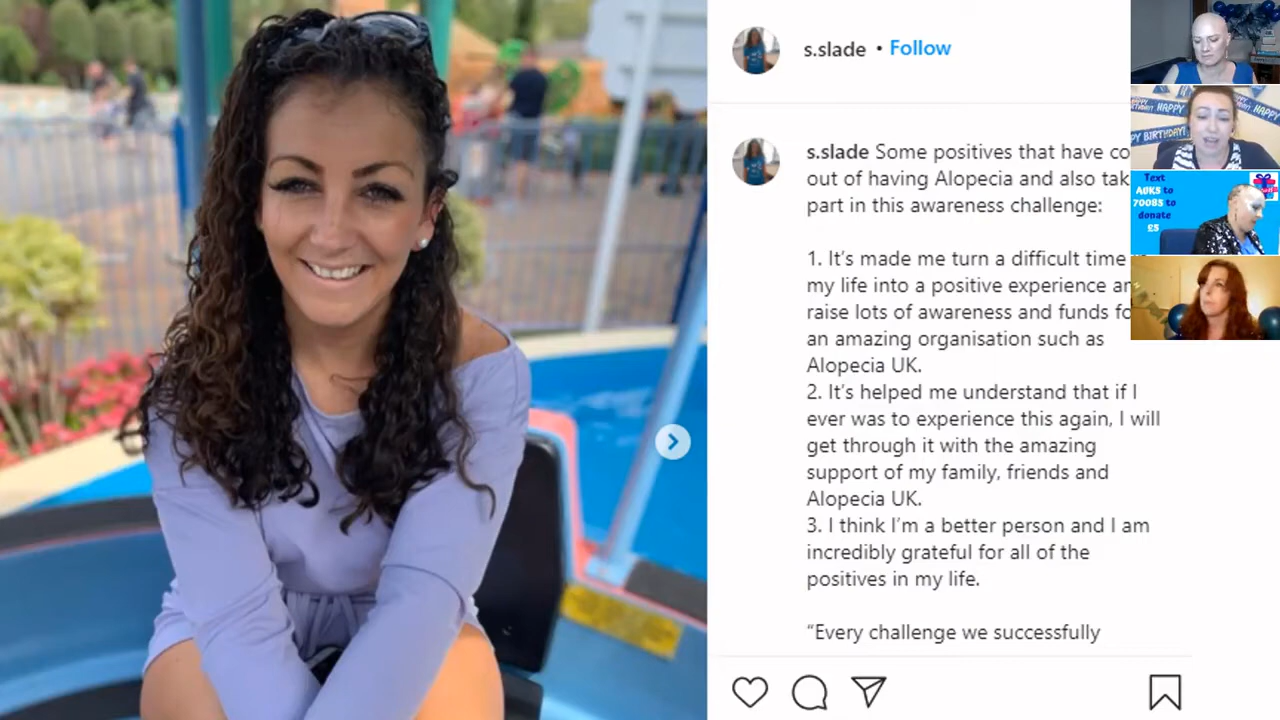 s.slade • Follow
s.slade Some positives that have co
out of having Alopecia and also tak
part in this awareness challenge:
1. It's made me turn a difficult time
my life into a positive experience an
raise lots of awareness and funds fo
an amazing organisation such as
Alopecia UK.
2. It's helped me understand that if I
ever was to experience this again, I will
get through it with the amazing
support of my family, friends and
Alopecia UK.
3. I think I'm a better person and I am
incredibly grateful for all of the
positives in my life.
“Every challenge we successfully
HAPPY
HAPPY
PY BIRTHDAY!
Text
AUKS to
70085 to
donate
£5